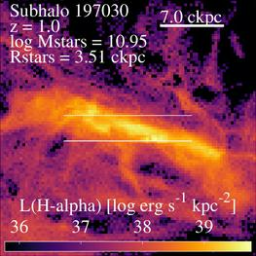 Subhalo 197030
7.0 ckpc
z = 1.0
log Mstars = 10.95
Rstars = 3.51 ckpc
L(H-alpha) [log erg s⁻¹ kpc⁻²]
36 37 38 39